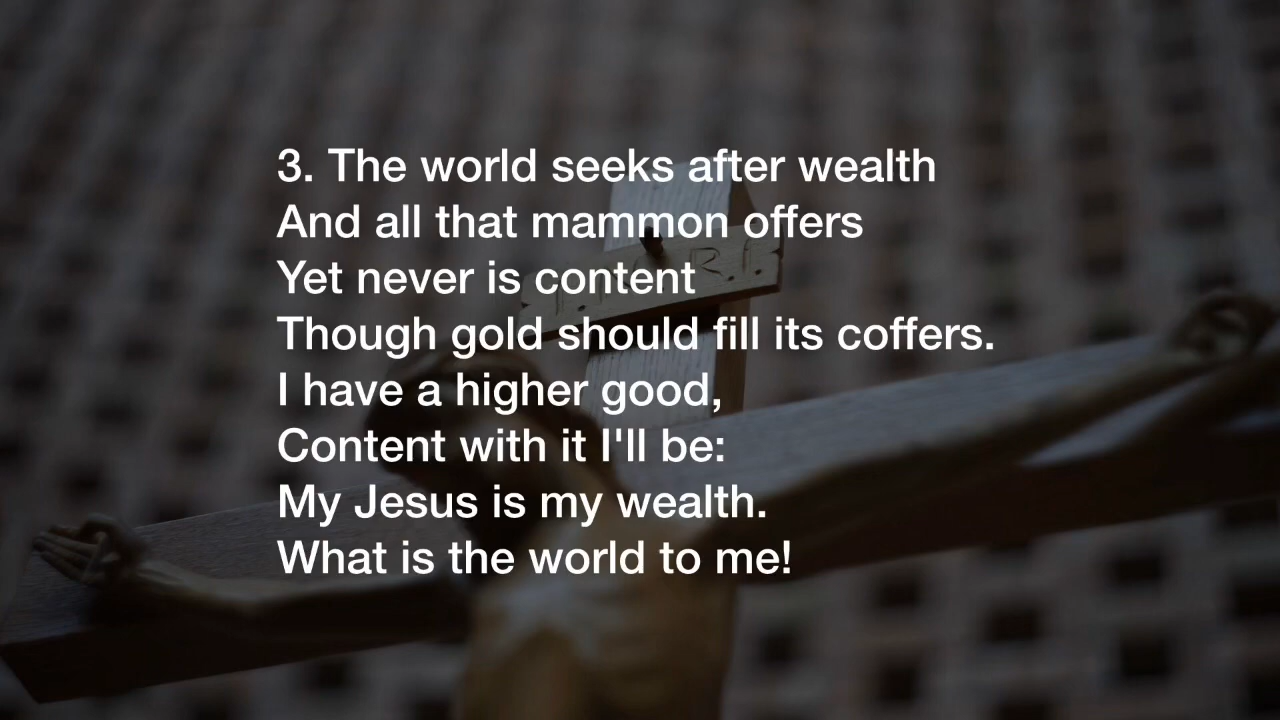 3. The world seeks after wealth
And all that mammon offers
Yet never is content
Though gold should fill its coffers.
I have a higher good,
Content with it I'll be:
My Jesus is my wealth.
What is the world to me!